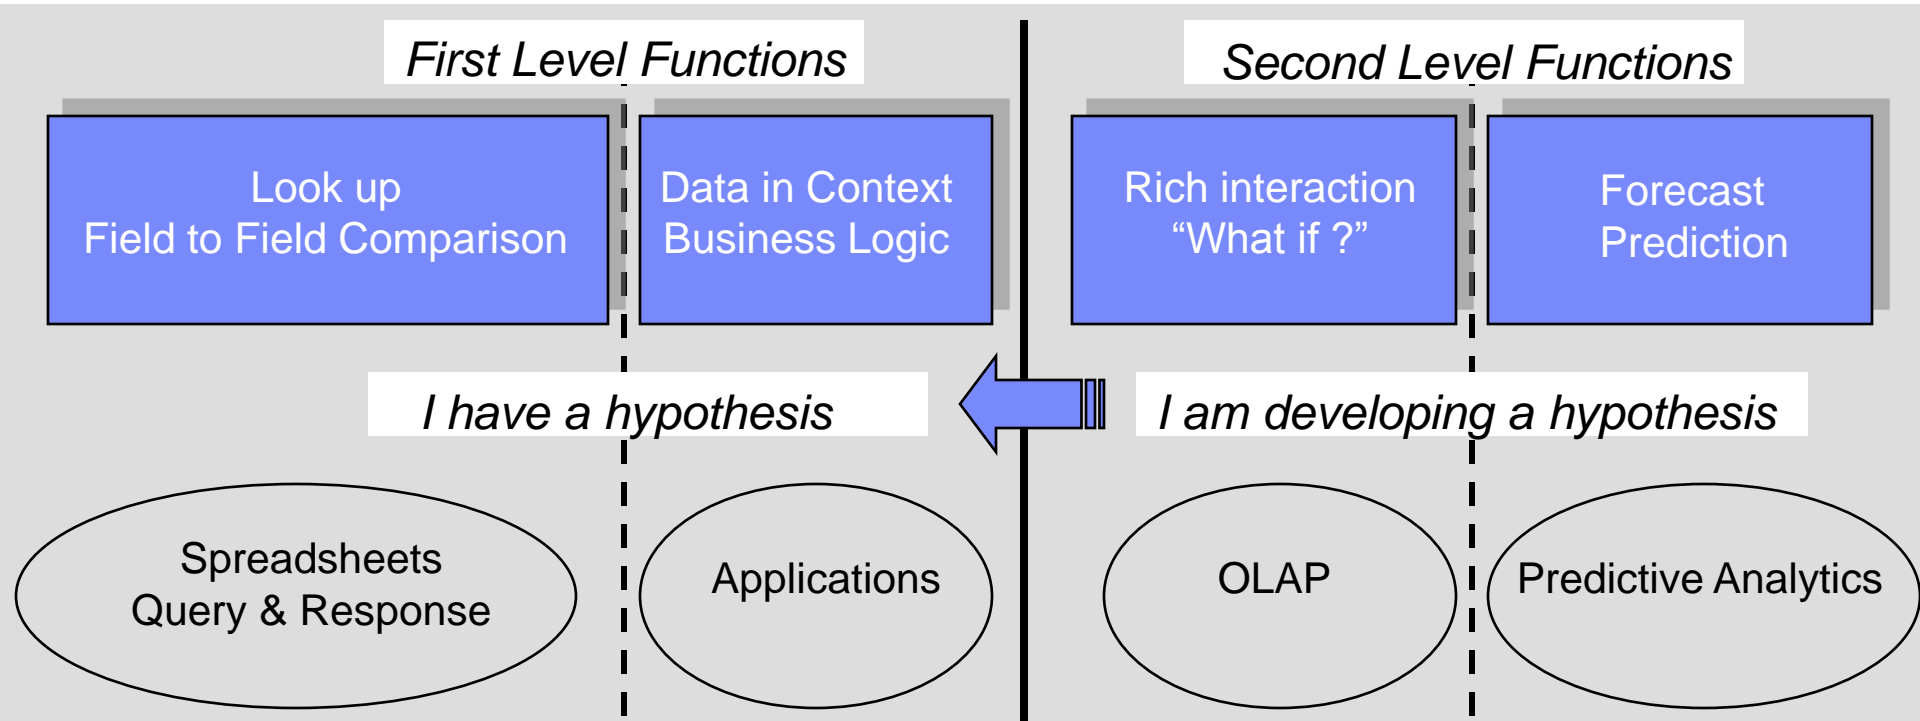 First Level Functions
Second Level Functions
Look up
Field to Field Comparison
Data in Context
Business Logic
Rich interaction
“What if ?”
Forecast
Prediction
I have a hypothesis
I am developing a hypothesis
Spreadsheets
Query & Response
Applications
OLAP
Predictive Analytics